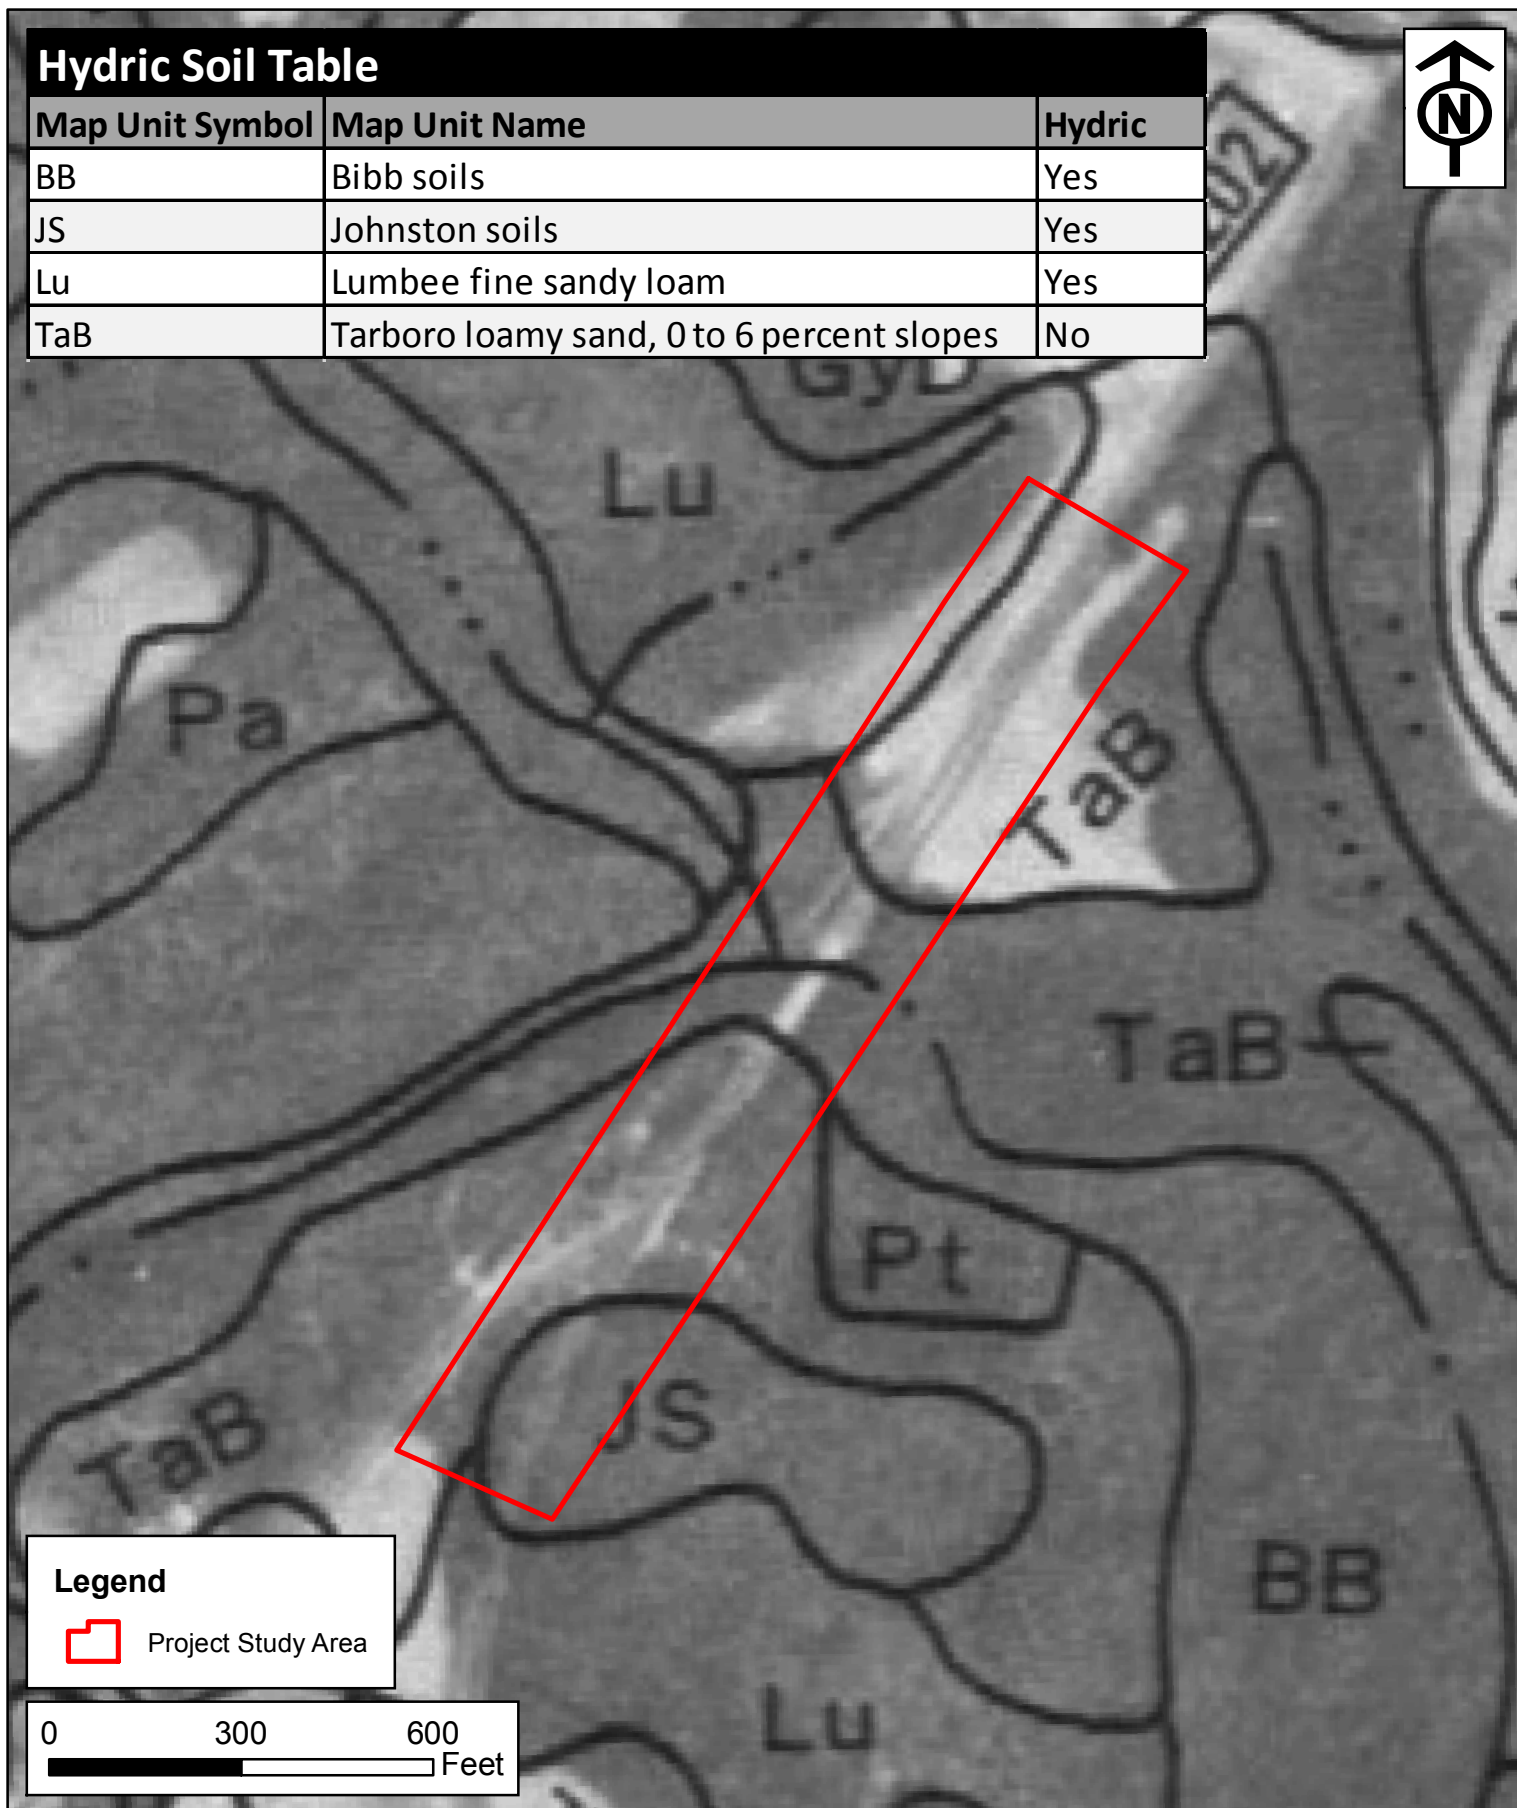 Hydric Soil Table
Map Unit Symbol Map Unit Name Hydric
BB Bibb soils Yes
JS Johnston soils Yes
Lu Lumbee fine sandy loam Yes
TaB Tarboro loamy sand, 0 to 6 percent slopes No
N
GyD
Lu
Pa
TaB
TaB
Pt
JS
TaB
BB
Lu
Legend
Project Study Area
0 300 600
Feet